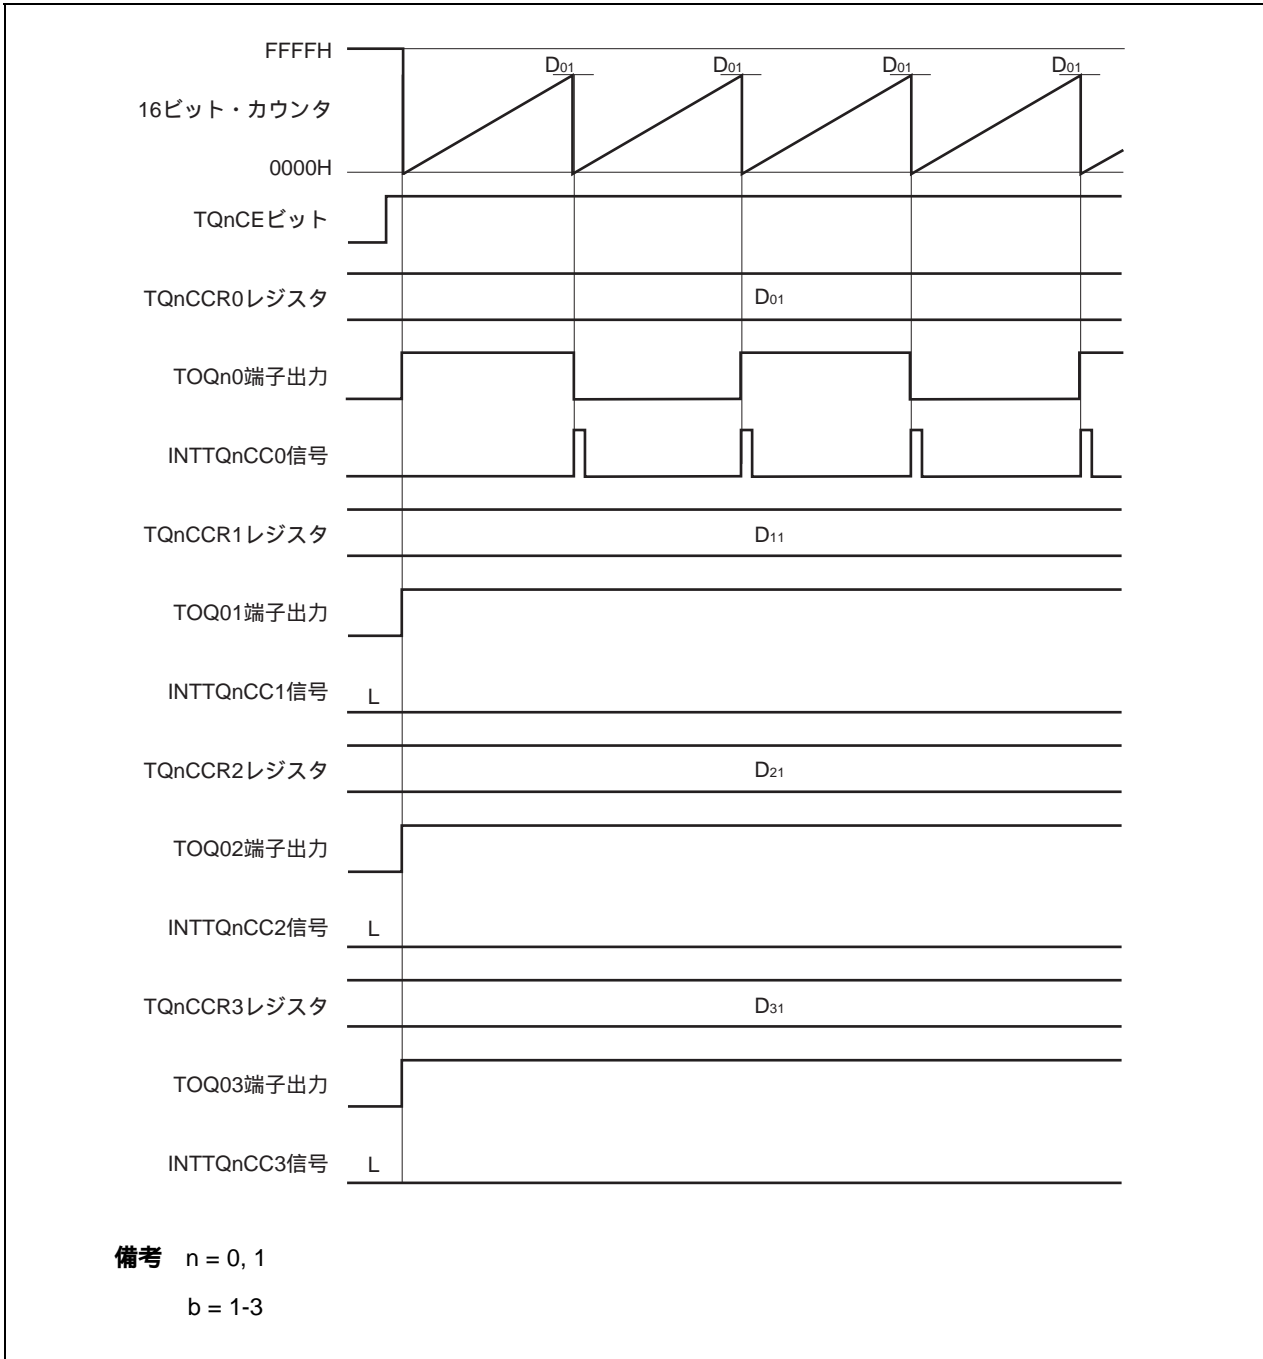 FFFFH
D01 D01 D01 D01
16ビット・カウンタ
0000H
TQnCEビット
TQnCCR0レジスタ D01
TOQn0端子出力
INTTQnCC0信号
TQnCCR1レジスタ D11
TOQ01端子出力
INTTQnCC1信号 L
TQnCCR2レジスタ D21
TOQ02端子出力
INTTQnCC2信号 L
TQnCCR3レジスタ D31
TOQ03端子出力
INTTQnCC3信号 L
備考 n = 0, 1
b = 1-3